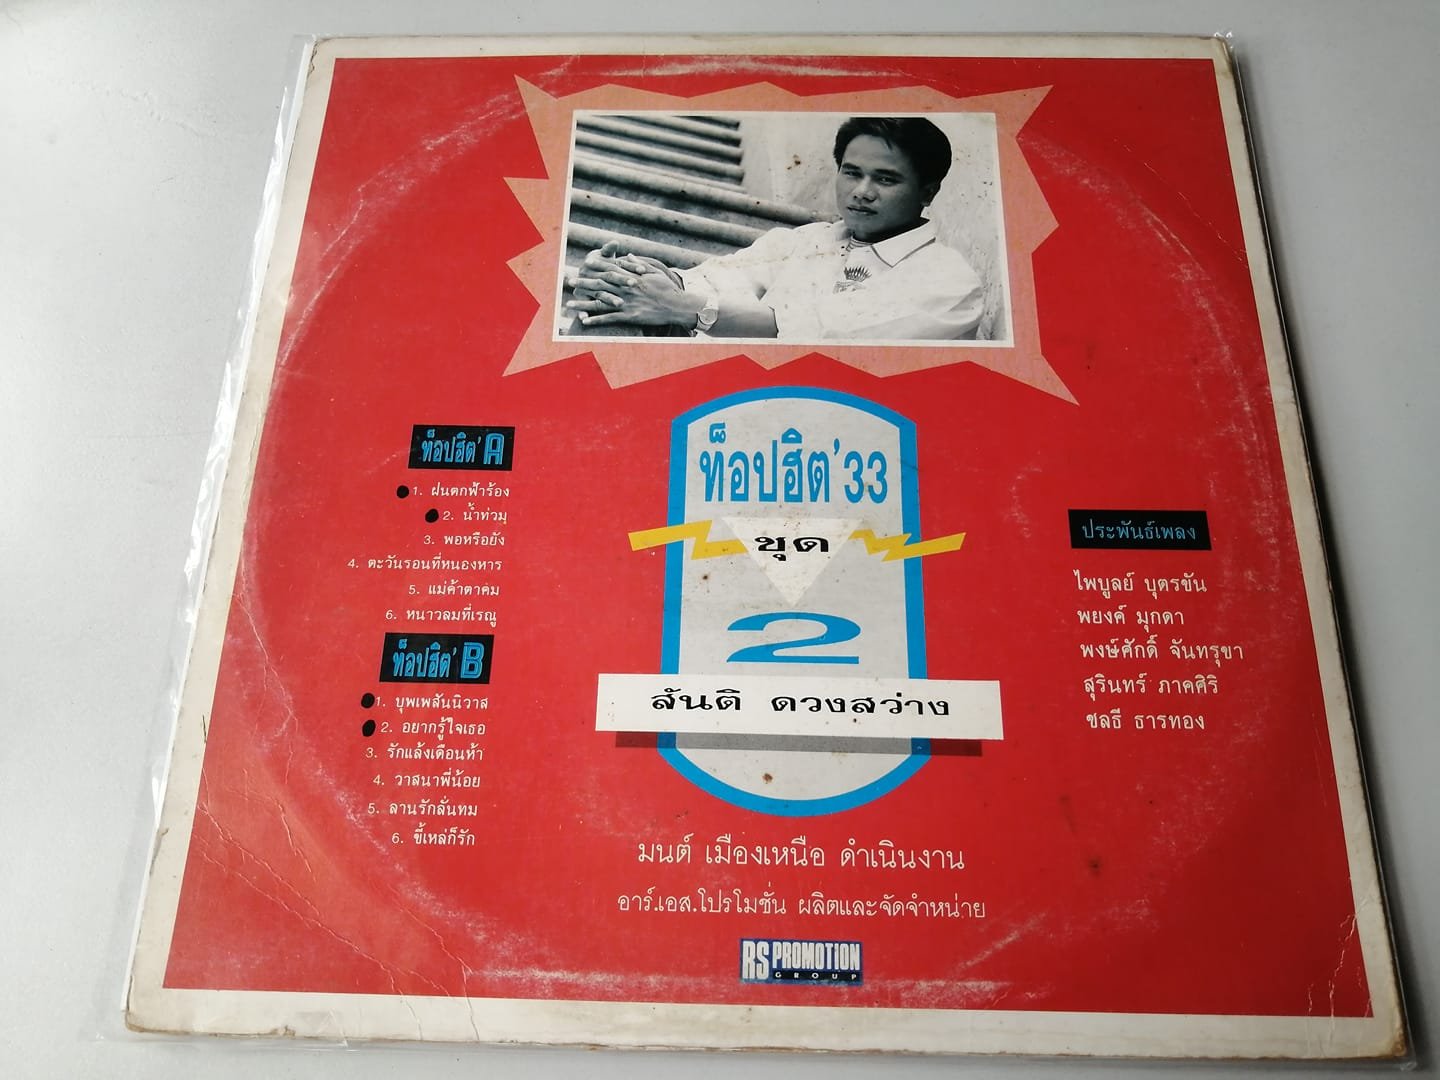 ท็อปฮิต'33
ชุด
2
สันติ ดวงสว่าง
ท็อปฮิต'A
1. ฝนตกฟ้าร้อง
2. น้ำท่วมุ
3. พอหรือยัง
4. ตะวันรอนที่หนองหาร
5. แม่ค้าตาคม
6. หนาวลมที่เรณู
ท็อปฮิต'B
1. บุพเพสันนิวาส
2. อยากรู้ใจเธอ
3. รักแล้งเดือนห้า
4. วาสนาพี่น้อย
5. ลานรักลั่นทม
6. ขี้เหล่ก็รัก
ประพันธ์เพลง
ไพบูลย์ บุตรขัน
พยงค์ มุกดา
พงษ์ศักดิ์ จันทรุขา
สุรินทร์ ภาคศิริ
ชลธี ธารทอง
มนต์ เมืองเหนือ ดำเนินงาน
อาร์.เอส.โปรโมชั่น ผลิตและจัดจำหน่าย
RS PROMOTION
GROUP